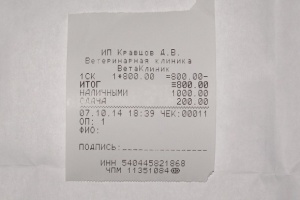 ИП Кравцов Д.В.
Ветеринарная клиника
ВетаКлиник
1СК 1*800.00 =800.00-
ИТОГ =800.00
НАЛИЧНЫМИ 1000.00
СДАЧА 200.00
07.10.14 18:39 ЧЕК:00011
ОП: 1
ФИО:
ПОДПИСЬ:
ИНН 540445821868
ЧПМ 11351084